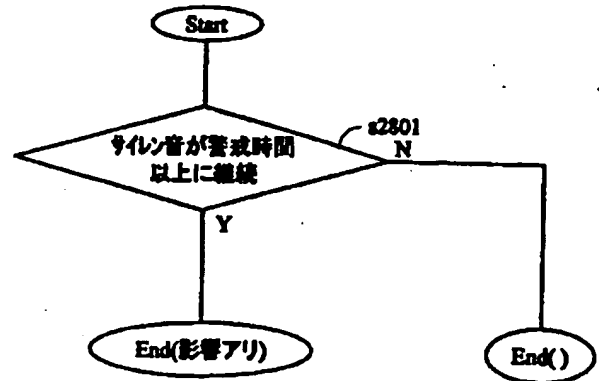 Start
s2801
サイレン音が警戒時間
以上に継続
N
Y
End(影響アリ)
End( )